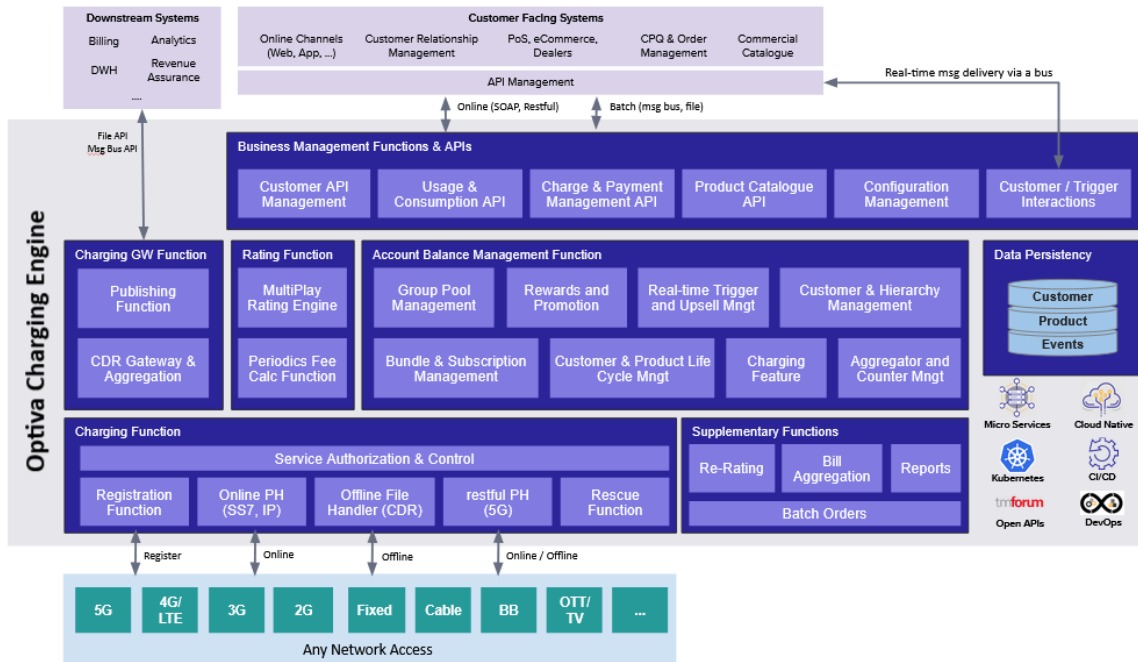 Downstream Systems
Billing
Analytics
DWH
Revenue
Assurance
....
Customer Facing Systems
Online Channels
(Web, App, ...)
Customer Relationship
Management
PoS, eCommerce,
Dealers
CPQ & Order
Management
Commercial
Catalogue
API Management
Real-time msg delivery via a bus
Online (SOAP, Restful)
Batch (msg bus, file)
File API
Msg Bus API
Optiva Charging Engine
Business Management Functions & APIs
Customer API
Management
Usage &
Consumption API
Charge & Payment
Management API
Product Catalogue
API
Configuration
Management
Customer / Trigger
Interactions
Charging GW Function
Publishing
Function
CDR Gateway &
Aggregation
Rating Function
MultiPlay
Rating Engine
Periodics Fee
Calc Function
Account Balance Management Function
Group Pool
Management
Rewards and
Promotion
Real-time Trigger
and Upsell Mngt
Customer & Hierarchy
Management
Bundle & Subscription
Management
Customer & Product Life
Cycle Mngt
Charging
Feature
Aggregator and
Counter Mngt
Data Persistency
Customer
Product
Events
Micro Services
Cloud Native
Kubernetes
CI/CD
tmforum
Open APIs
DevOps
Charging Function
Service Authorization & Control
Registration
Function
Online PH
(SS7, IP)
Offline File
Handler (CDR)
restful PH
(5G)
Rescue
Function
Supplementary Functions
Re-Rating
Bill
Aggregation
Reports
Batch Orders
Register
Online
Offline
Online / Offline
5G
4G/
LTE
3G
2G
Fixed
Cable
BB
OTT/
TV
...
Any Network Access